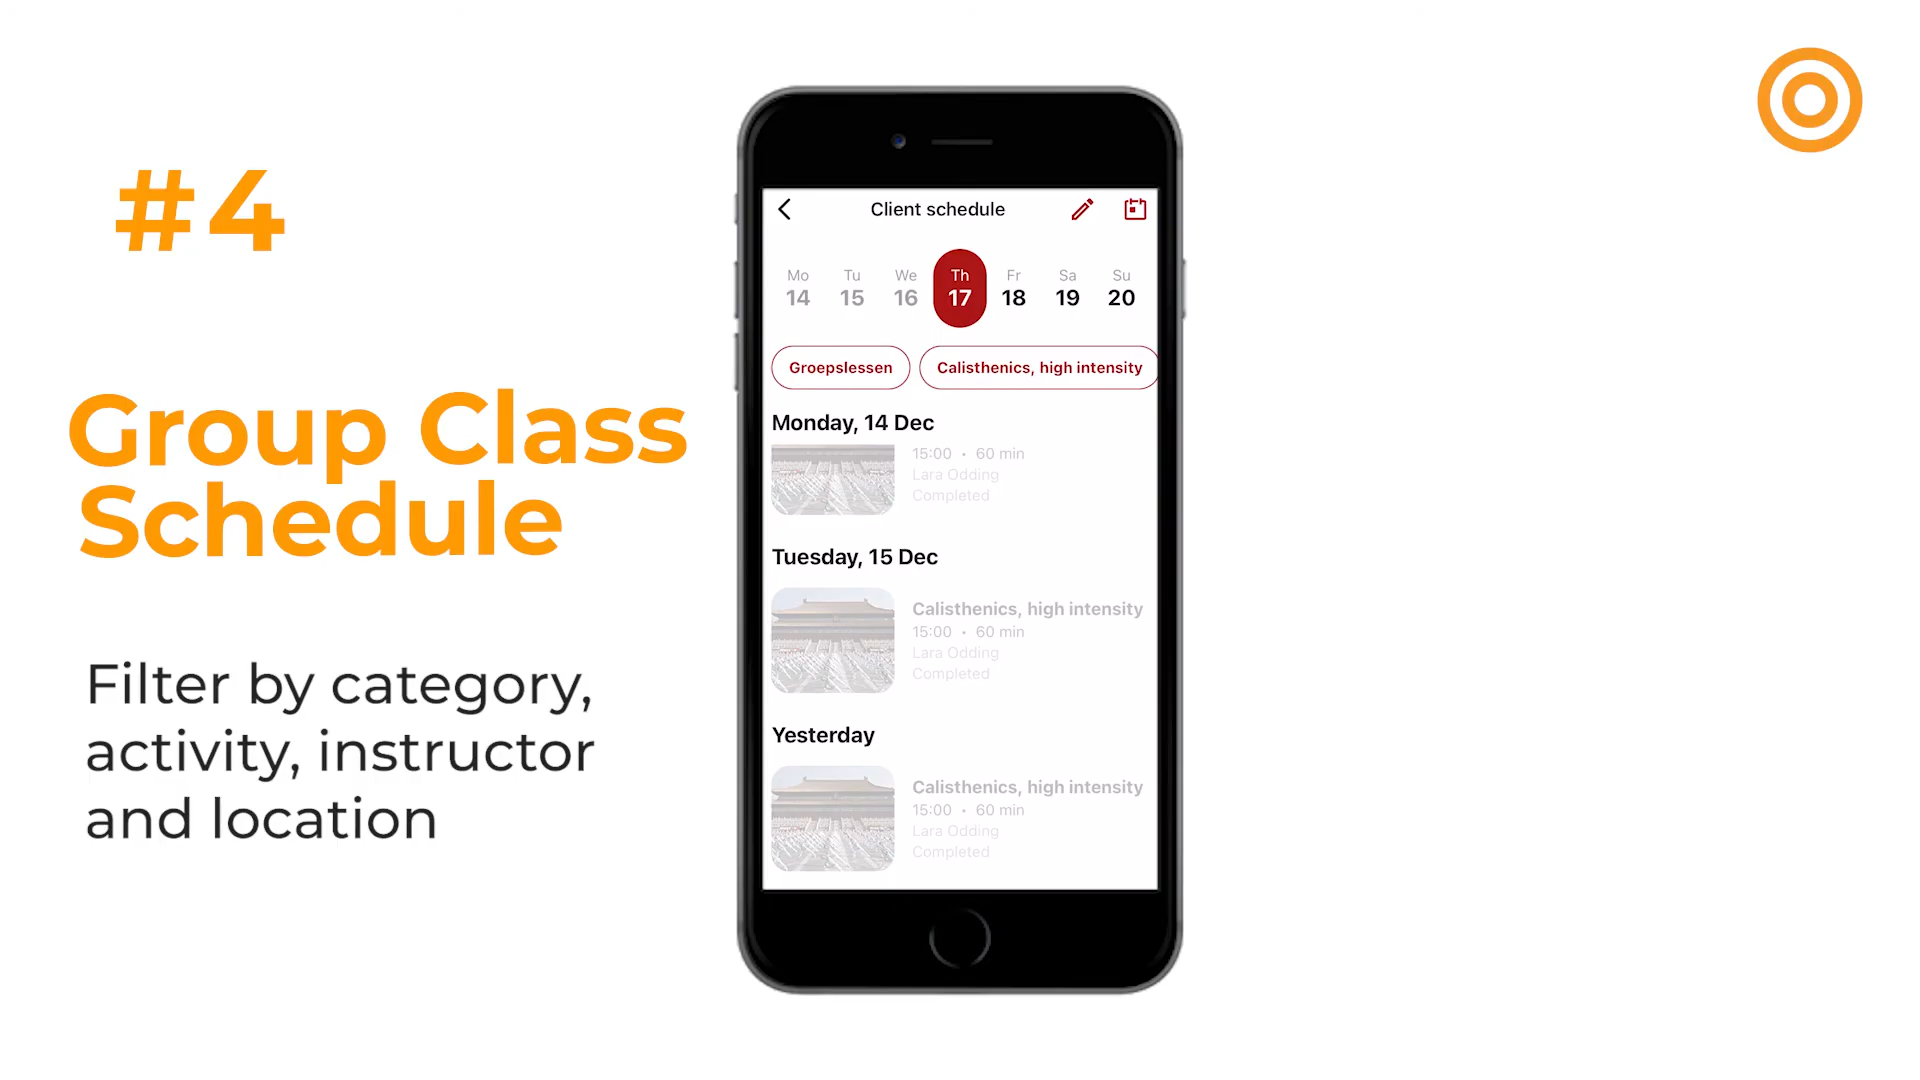 #4
Group Class
Schedule
Filter by category,
activity, instructor
and location
Client schedule
Mo Tu We Th Fr Sa Su
14 15 16 17 18 19 20
Groepslessen Calisthenics, high intensity
Monday, 14 Dec
15:00 • 60 min
Lara Odding
Completed
Tuesday, 15 Dec
Calisthenics, high intensity
15:00 • 60 min
Lara Odding
Completed
Yesterday
Calisthenics, high intensity
15:00 • 60 min
Lara Odding
Completed